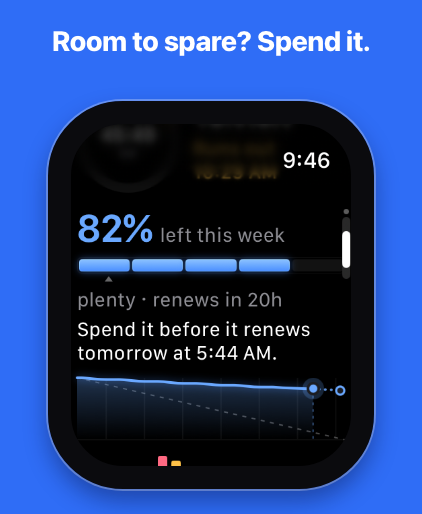 Room to spare? Spend it.
9:46
82% left this week
plenty · renews in 20h
Spend it before it renews
tomorrow at 5:44 AM.